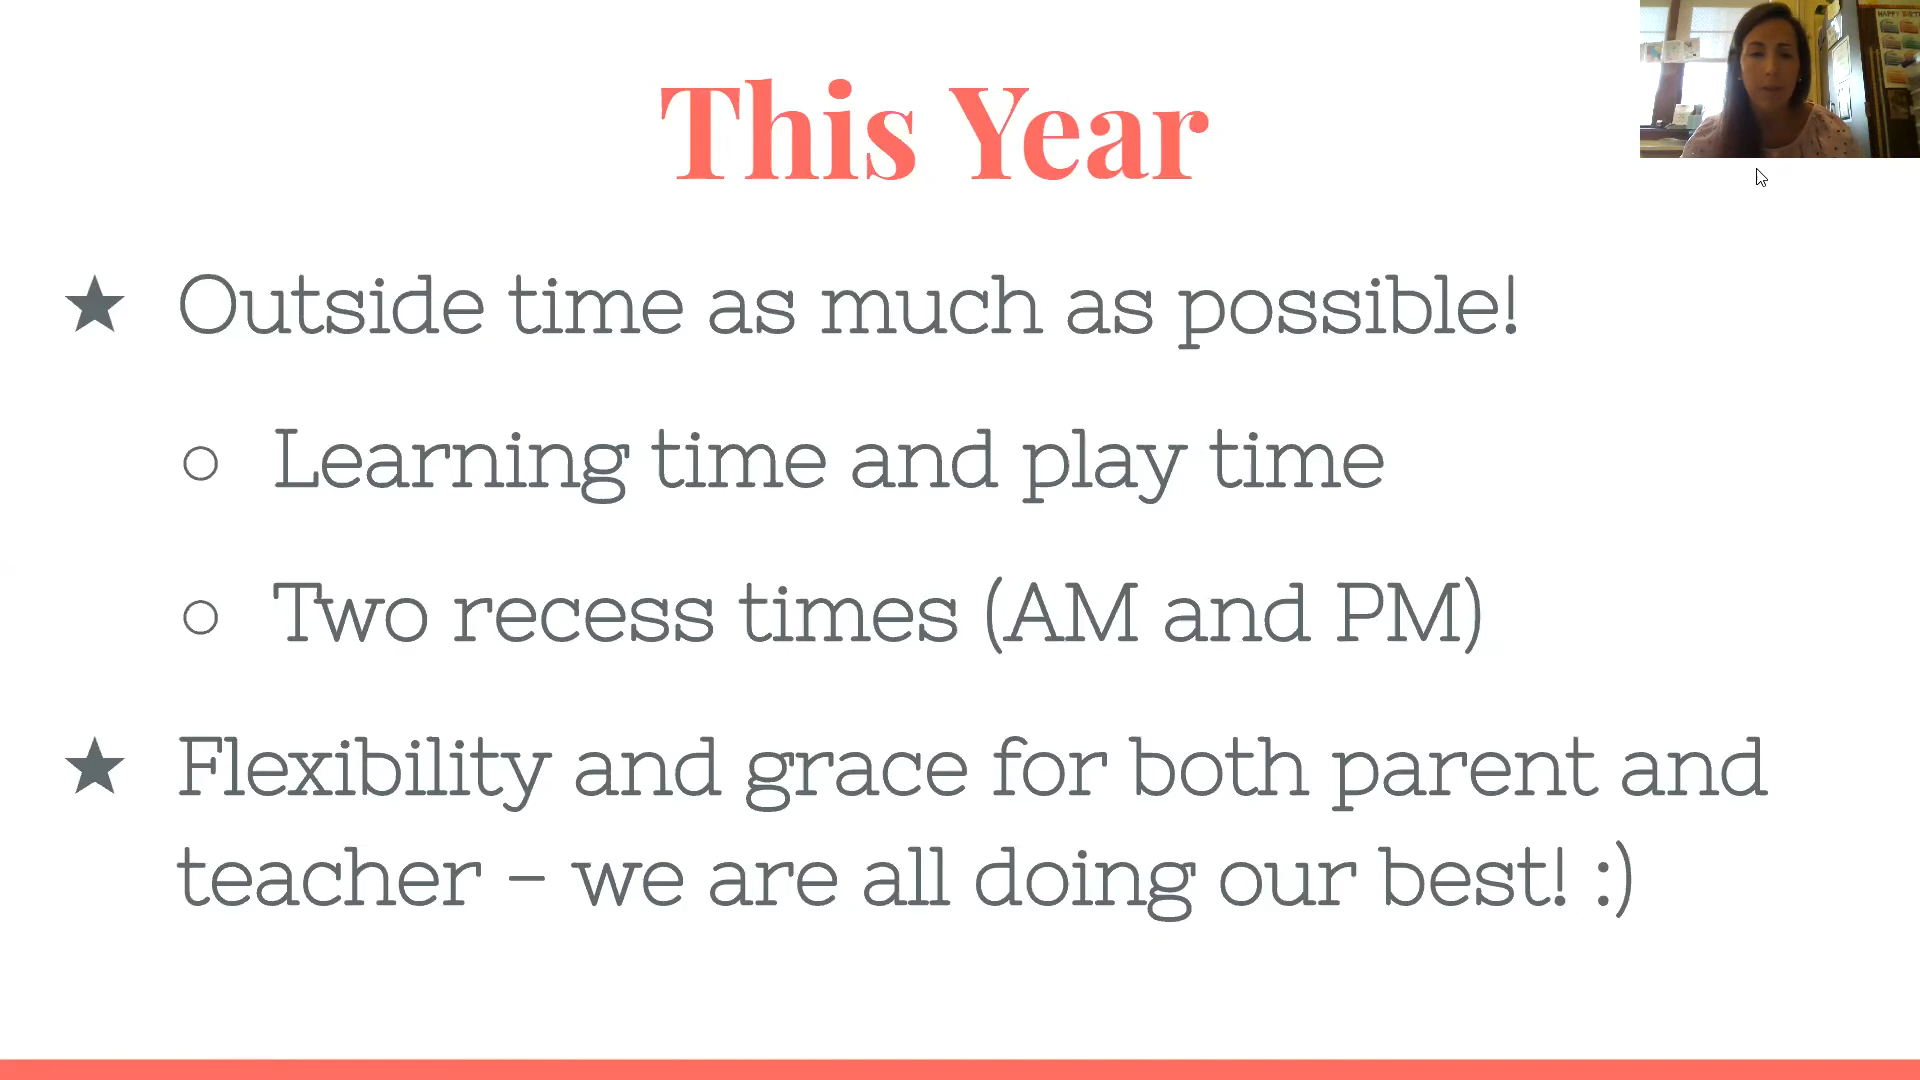 This Year
★ Outside time as much as possible!
○ Learning time and play time
○ Two recess times (AM and PM)
★ Flexibility and grace for both parent and
teacher - we are all doing our best! :)